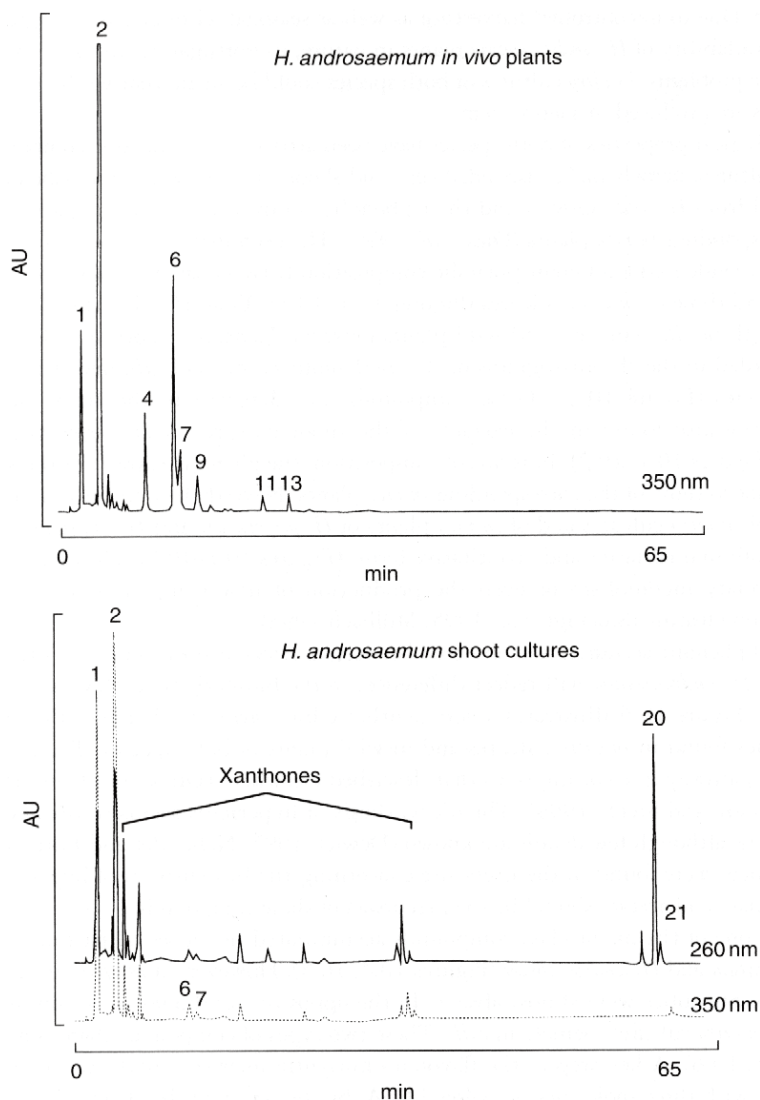 2
H. androsaemum in vivo plants
6
1
AU
4
7
9
11 13
350 nm
0
65
min
2
H. androsaemum shoot cultures
1
20
Xanthones
AU
21
260 nm
6
7
350 nm
0
65
min